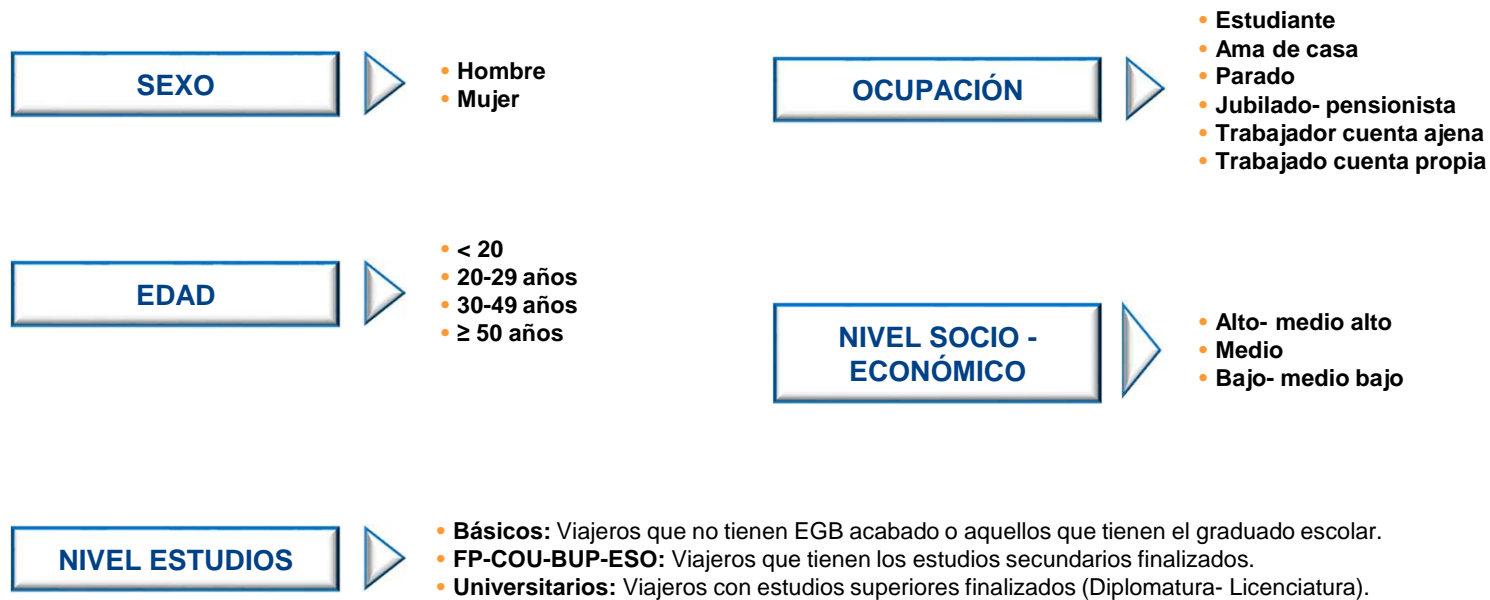 SEXO
• Hombre
• Mujer
OCUPACIÓN
• Estudiante
• Ama de casa
• Parado
• Jubilado- pensionista
• Trabajador cuenta ajena
• Trabajado cuenta propia
EDAD
• < 20
• 20-29 años
• 30-49 años
• ≥ 50 años
NIVEL SOCIO -
ECONÓMICO
• Alto- medio alto
• Medio
• Bajo- medio bajo
NIVEL ESTUDIOS
• Básicos: Viajeros que no tienen EGB acabado o aquellos que tienen el graduado escolar.
• FP-COU-BUP-ESO: Viajeros que tienen los estudios secundarios finalizados.
• Universitarios: Viajeros con estudios superiores finalizados (Diplomatura- Licenciatura).